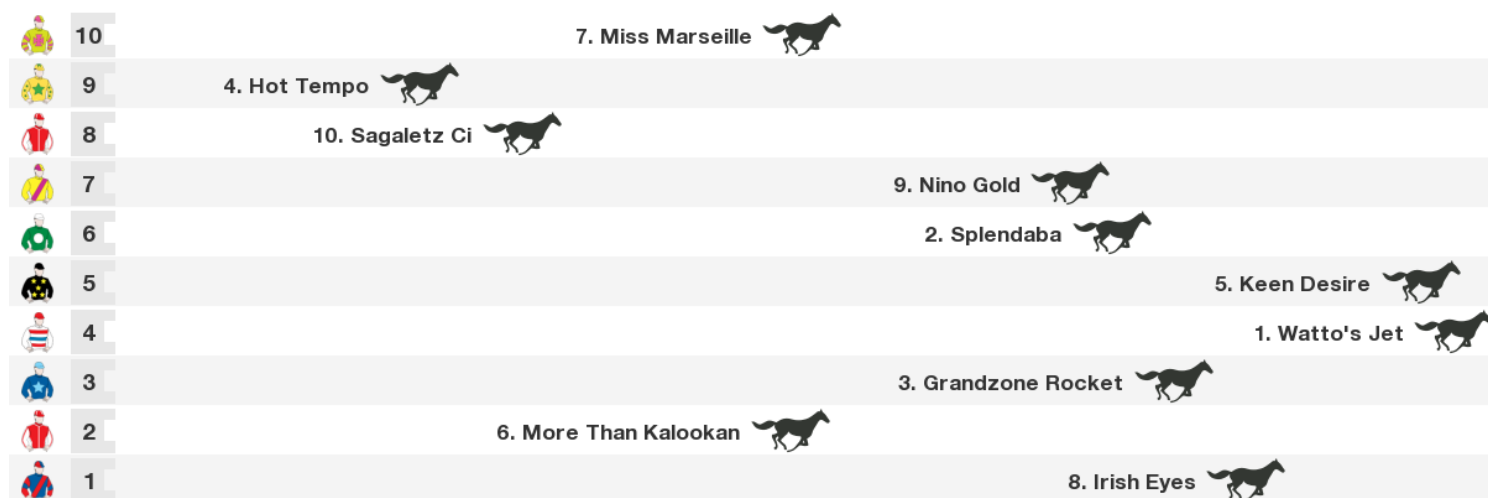 10 7. Miss Marseille
9 4. Hot Tempo
8 10. Sagaletz Ci
7 9. Nino Gold
6 2. Splendaba
5 5. Keen Desire
4 1. Watto's Jet
3 3. Grandzone Rocket
2 6. More Than Kalookan
1 8. Irish Eyes